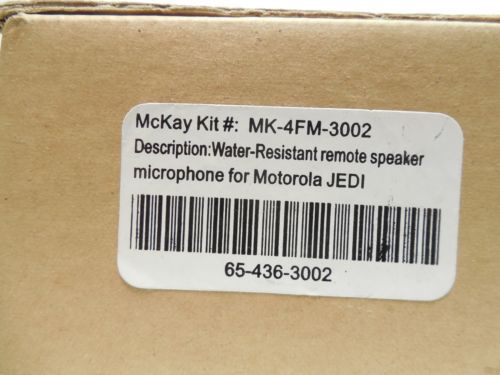 McKay Kit #: MK-4FM-3002
Description:Water-Resistant remote speaker
microphone for Motorola JEDI
65-436-3002